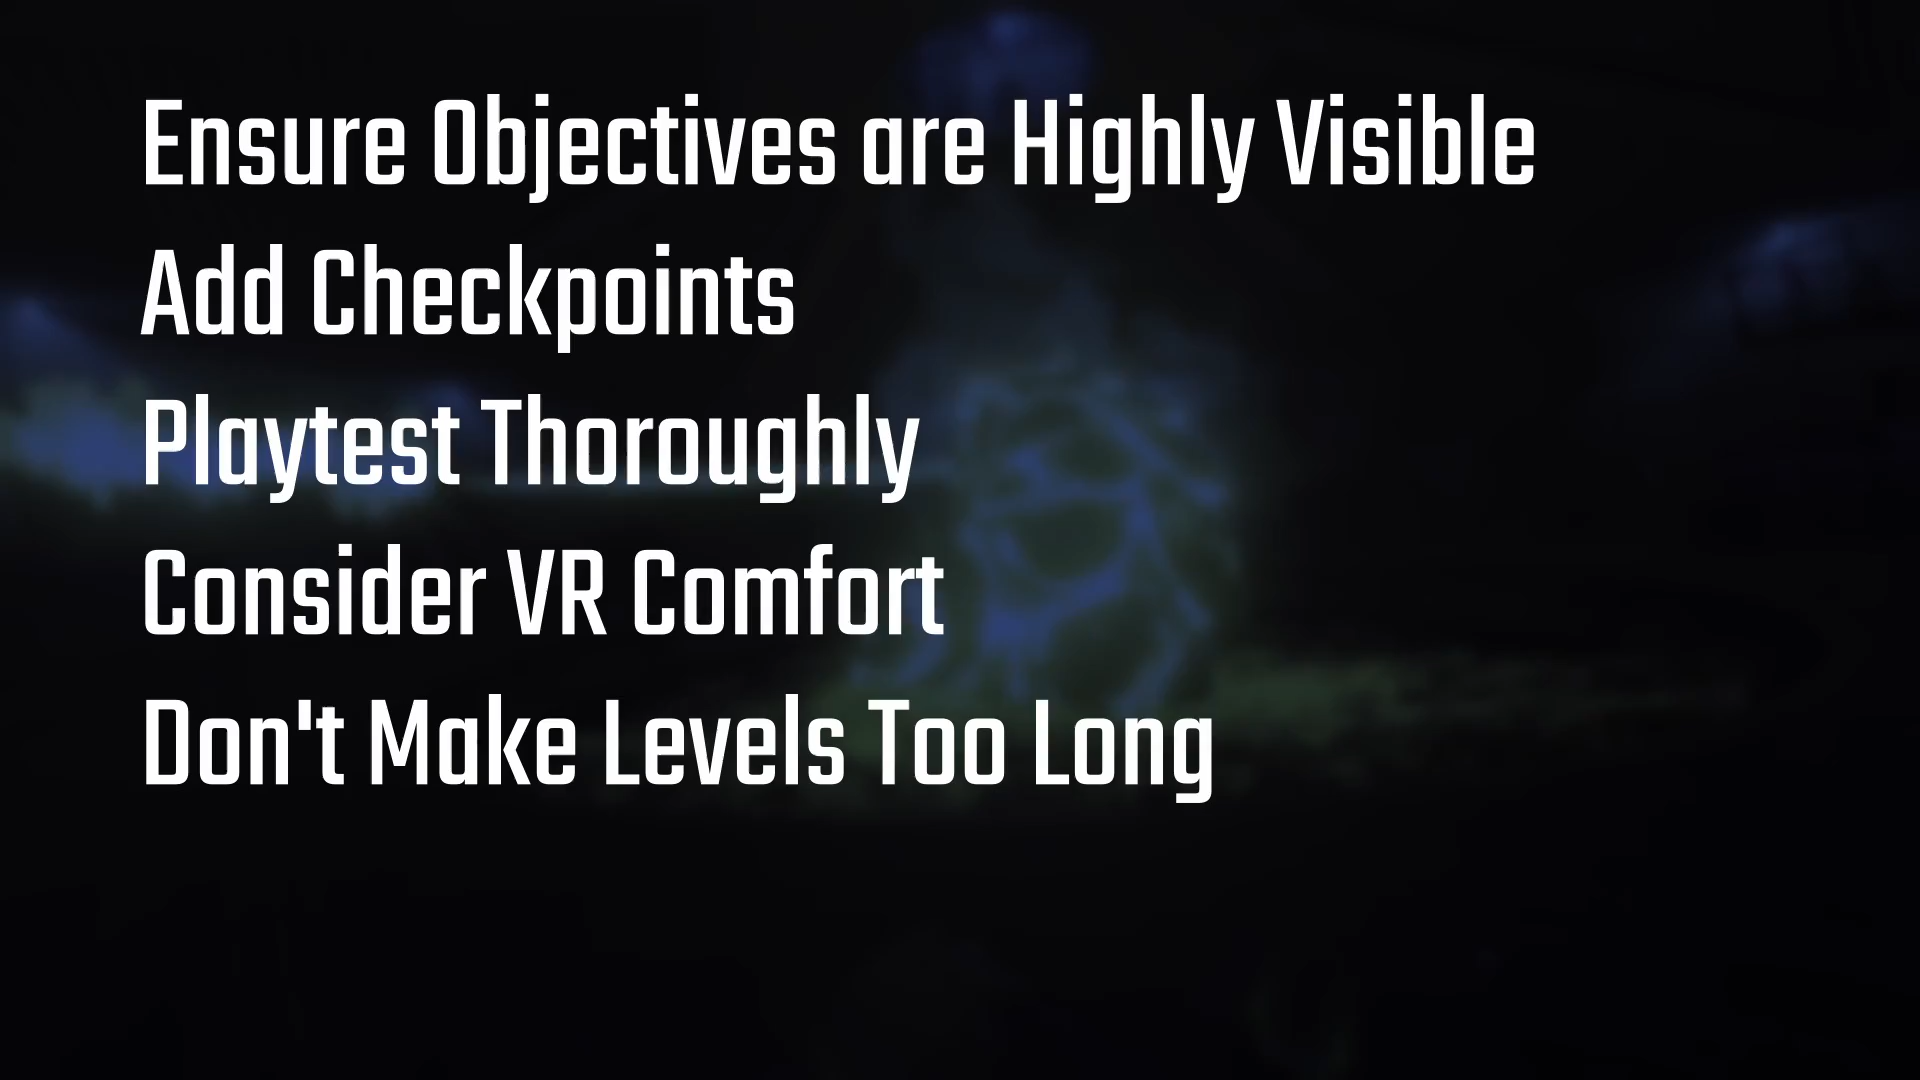 Ensure Objectives are Highly Visible
Add Checkpoints
Playtest Thoroughly
Consider VR Comfort
Don't Make Levels Too Long